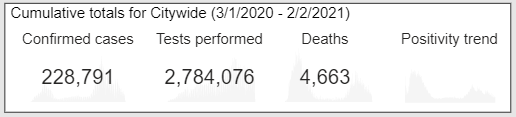 Cumulative totals for Citywide (3/1/2020 - 2/2/2021)
Confirmed cases Tests performed Deaths Positivity trend
228,791 2,784,076 4,663